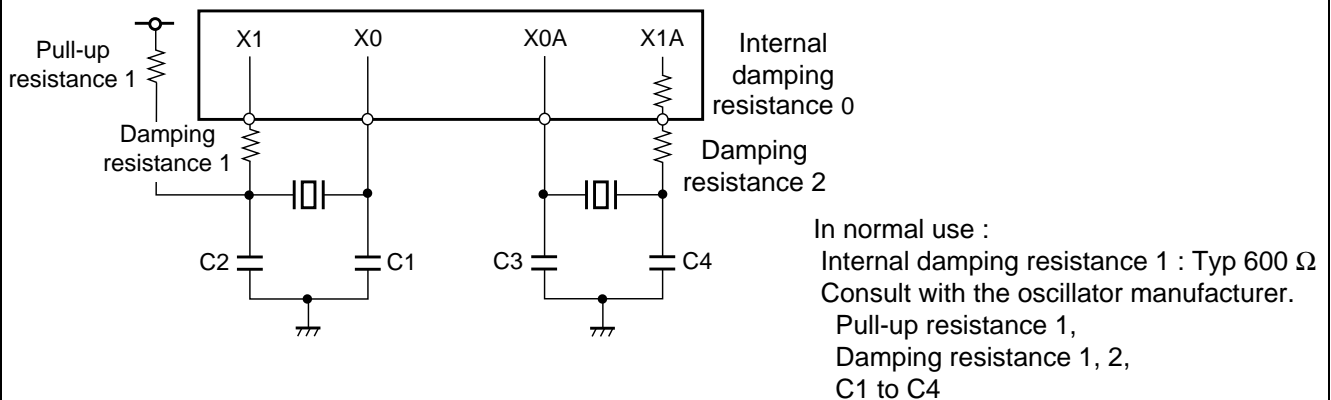 X1 X0 X0A X1A
Pull-up
resistance 1
Internal
damping
resistance 0
Damping
resistance 1
Damping
resistance 2
C2 C1 C3 C4
In normal use :
Internal damping resistance 1 : Typ 600 Ω
Consult with the oscillator manufacturer.
Pull-up resistance 1,
Damping resistance 1, 2,
C1 to C4